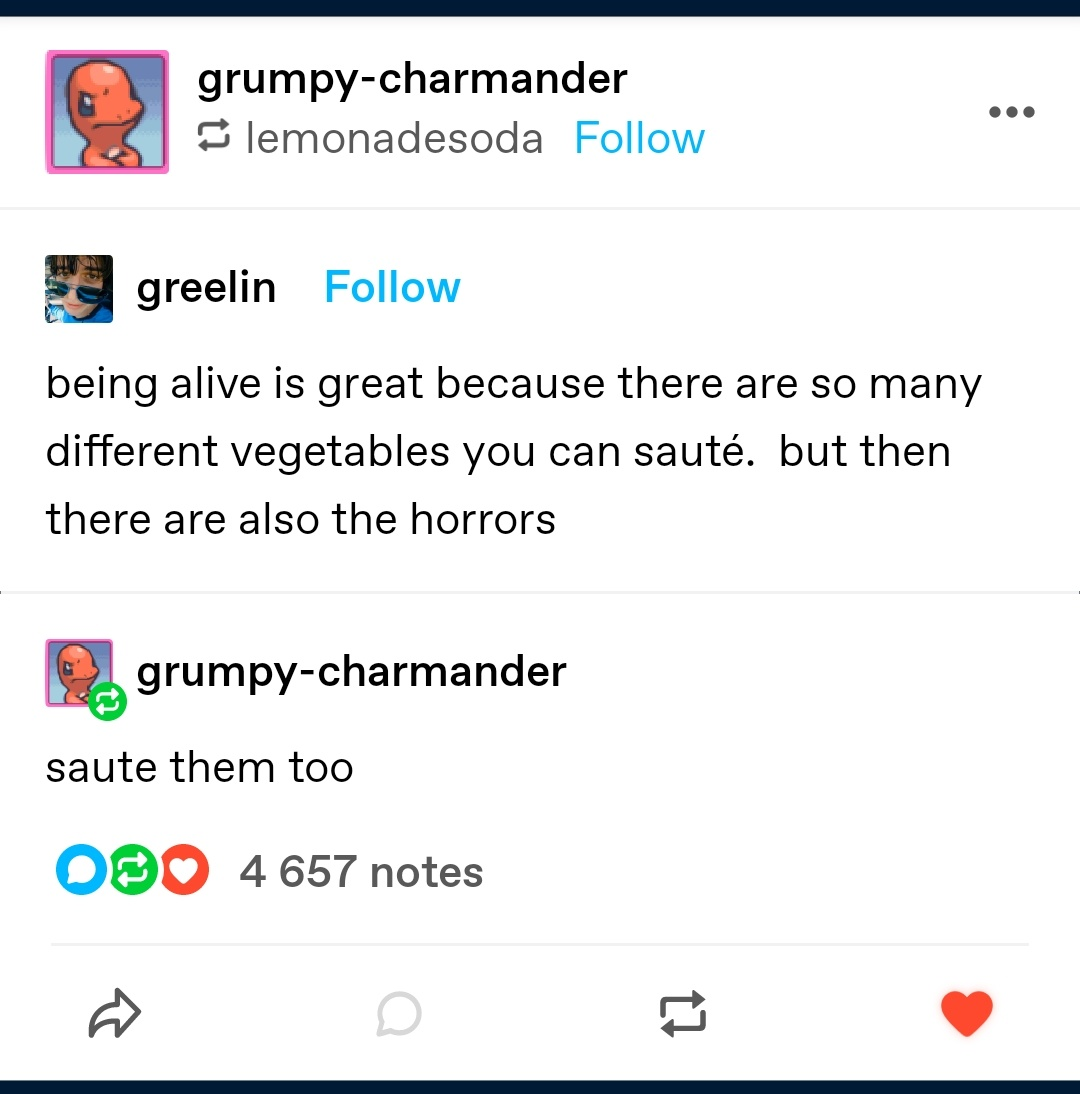 grumpy-charmander
lemonadesoda Follow
greelin Follow
being alive is great because there are so many
different vegetables you can sauté.  but then
there are also the horrors
grumpy-charmander
saute them too
4 657 notes